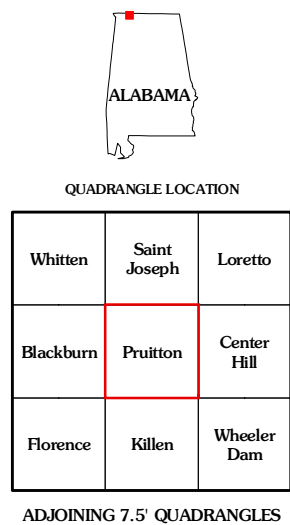 ALABAMA
QUADRANGLE LOCATION
Whitten
Saint
Joseph
Loretto
Blackburn
Pruitton
Center
Hill
Florence
Killen
Wheeler
Dam
ADJOINING 7.5' QUADRANGLES